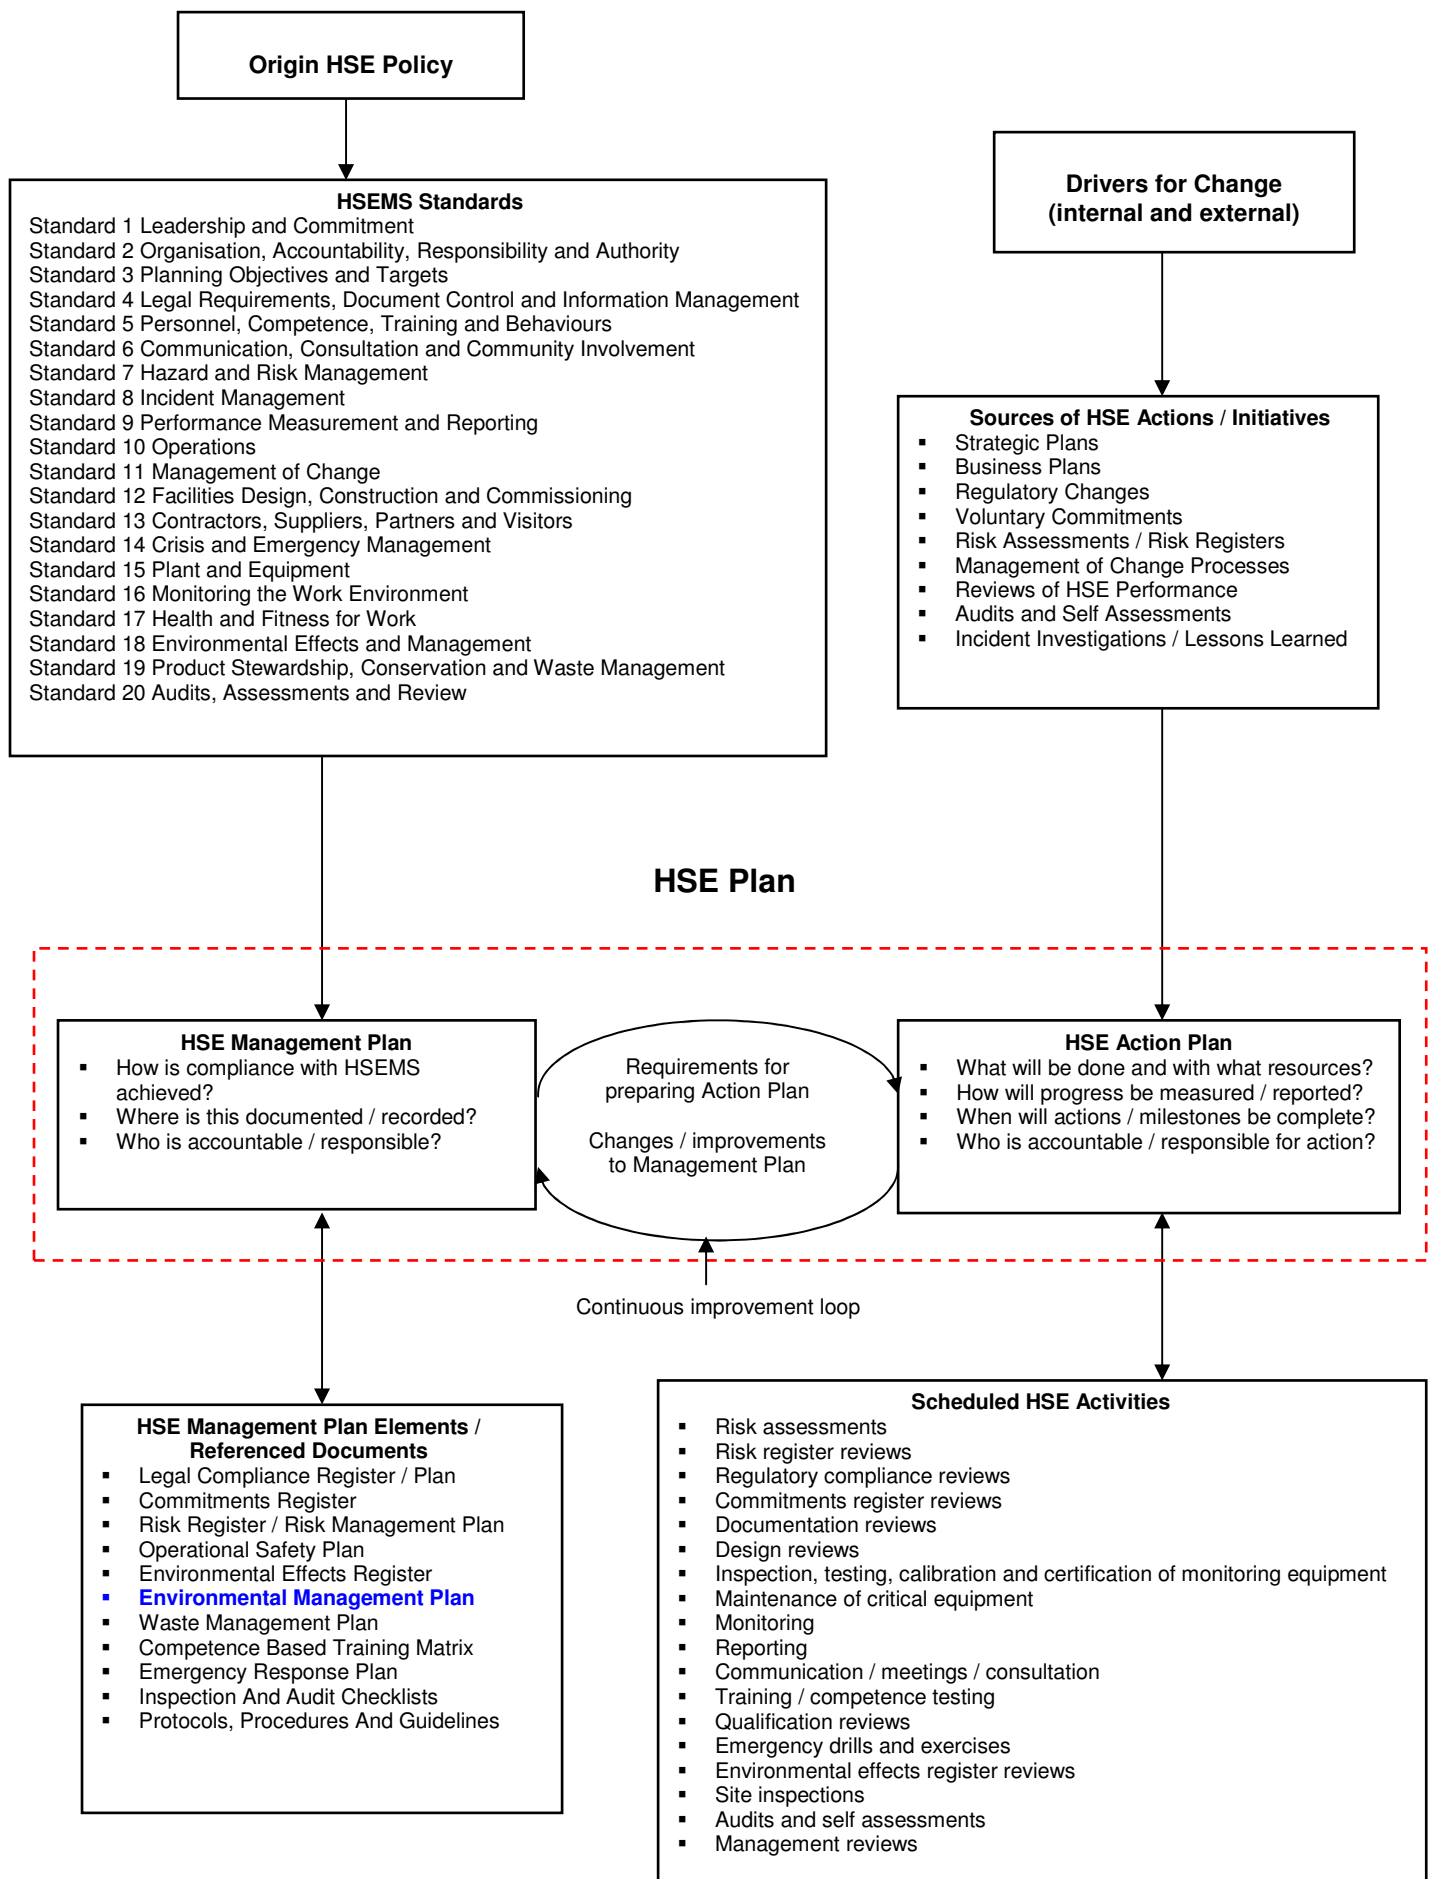 Origin HSE Policy
HSEMS Standards
Standard 1 Leadership and Commitment
Standard 2 Organisation, Accountability, Responsibility and Authority
Standard 3 Planning Objectives and Targets
Standard 4 Legal Requirements, Document Control and Information Management
Standard 5 Personnel, Competence, Training and Behaviours
Standard 6 Communication, Consultation and Community Involvement
Standard 7 Hazard and Risk Management
Standard 8 Incident Management
Standard 9 Performance Measurement and Reporting
Standard 10 Operations
Standard 11 Management of Change
Standard 12 Facilities Design, Construction and Commissioning
Standard 13 Contractors, Suppliers, Partners and Visitors
Standard 14 Crisis and Emergency Management
Standard 15 Plant and Equipment
Standard 16 Monitoring the Work Environment
Standard 17 Health and Fitness for Work
Standard 18 Environmental Effects and Management
Standard 19 Product Stewardship, Conservation and Waste Management
Standard 20 Audits, Assessments and Review
Drivers for Change
(internal and external)
Sources of HSE Actions / Initiatives
▪ Strategic Plans
▪ Business Plans
▪ Regulatory Changes
▪ Voluntary Commitments
▪ Risk Assessments / Risk Registers
▪ Management of Change Processes
▪ Reviews of HSE Performance
▪ Audits and Self Assessments
▪ Incident Investigations / Lessons Learned
HSE Plan
HSE Management Plan
▪ How is compliance with HSEMS
achieved?
▪ Where is this documented / recorded?
▪ Who is accountable / responsible?
Requirements for
preparing Action Plan
Changes / improvements
to Management Plan
HSE Action Plan
▪ What will be done and with what resources?
▪ How will progress be measured / reported?
▪ When will actions / milestones be complete?
▪ Who is accountable / responsible for action?
Continuous improvement loop
HSE Management Plan Elements /
Referenced Documents
▪ Legal Compliance Register / Plan
▪ Commitments Register
▪ Risk Register / Risk Management Plan
▪ Operational Safety Plan
▪ Environmental Effects Register
▪ Environmental Management Plan
▪ Waste Management Plan
▪ Competence Based Training Matrix
▪ Emergency Response Plan
▪ Inspection And Audit Checklists
▪ Protocols, Procedures And Guidelines
Scheduled HSE Activities
▪ Risk assessments
▪ Risk register reviews
▪ Regulatory compliance reviews
▪ Commitments register reviews
▪ Documentation reviews
▪ Design reviews
▪ Inspection, testing, calibration and certification of monitoring equipment
▪ Maintenance of critical equipment
▪ Monitoring
▪ Reporting
▪ Communication / meetings / consultation
▪ Training / competence testing
▪ Qualification reviews
▪ Emergency drills and exercises
▪ Environmental effects register reviews
▪ Site inspections
▪ Audits and self assessments
▪ Management reviews